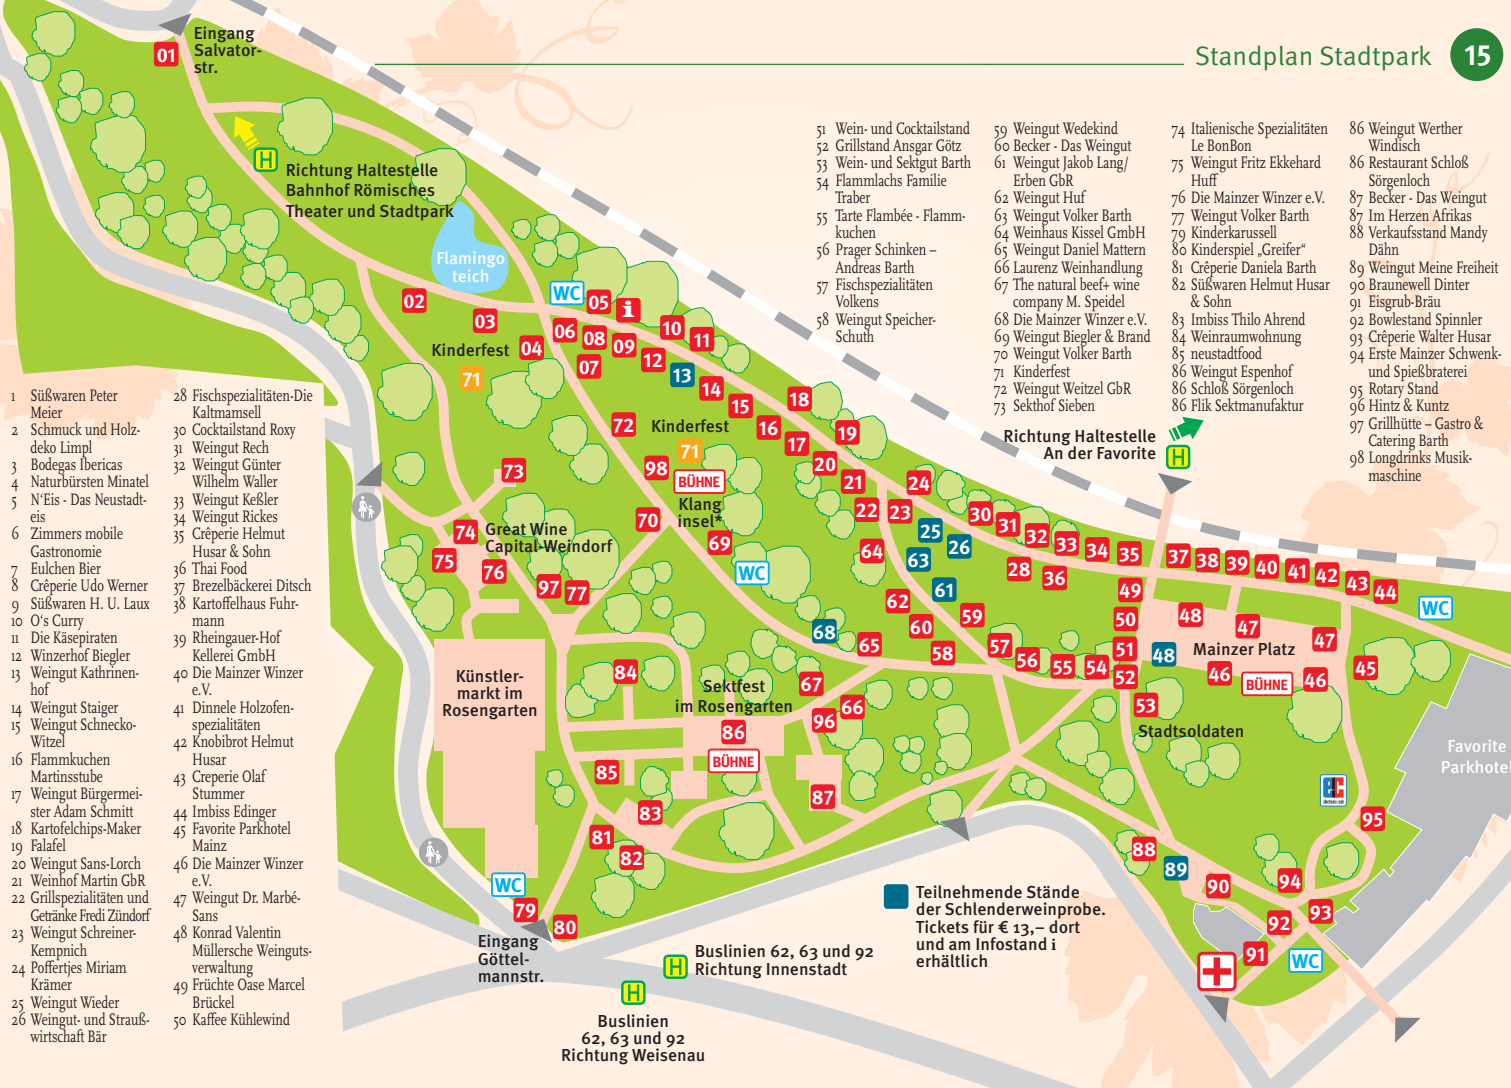 Standplan Stadtpark
15
Eingang
Salvator-
str.
01
H
Richtung Haltestelle
Bahnhof Römisches
Theater und Stadtpark
Flamingo
teich
51 Wein- und Cocktailstand
52 Grillstand Ansgar Götz
53 Wein- und Sektgut Barth
54 Flammlachs Familie
Traber
55 Tarte Flambée - Flamm-
kuchen
56 Prager Schinken –
Andreas Barth
57 Fischspezialitäten
Volkens
58 Weingut Speicher-
Schuth
59 Weingut Wedekind
60 Becker - Das Weingut
61 Weingut Jakob Lang/
Erben GbR
62 Weingut Huf
63 Weingut Volker Barth
64 Weinhaus Kissel GmbH
65 Weingut Daniel Mattern
66 Laurenz Weinhandlung
67 The natural beef+ wine
company M. Speidel
68 Die Mainzer Winzer e.V.
69 Weingut Biegler & Brand
70 Weingut Volker Barth
71 Kinderfest
72 Weingut Weitzel GbR
73 Sekthof Sieben
74 Italienische Spezialitäten
Le BonBon
75 Weingut Fritz Ekkehard
Huff
76 Die Mainzer Winzer e.V.
77 Weingut Volker Barth
79 Kinderkarussell
80 Kinderspiel „Greifer“
81 Crêperie Daniela Barth
82 Süßwaren Helmut Husar
& Sohn
83 Imbiss Thilo Ahrend
84 Weinraumwohnung
85 neustadtfood
86 Weingut Espenhof
86 Schloß Sörgenloch
86 Flik Sektmanufaktur
86 Weingut Werther
Windisch
86 Restaurant Schloß
Sörgenloch
87 Becker - Das Weingut
87 Im Herzen Afrikas
88 Verkaufsstand Mandy
Dähn
89 Weingut Meine Freiheit
90 Braunewell Dinter
91 Eisgrub-Bräu
92 Bowlestand Spinnler
93 Crêperie Walter Husar
94 Erste Mainzer Schwenk-
und Spießbraterei
95 Rotary Stand
96 Hintz & Kuntz
97 Grillhütte – Gastro &
Catering Barth
98 Longdrinks Musik-
maschine
Richtung Haltestelle
An der Favorite
H
1 Süßwaren Peter
Meier
2 Schmuck und Holz-
deko Limpl
3 Bodegas Ibericas
4 Naturbürsten Minatel
5 N‘Eis - Das Neustadt-
eis
6 Zimmers mobile
Gastronomie
7 Eulchen Bier
8 Crêperie Udo Werner
9 Süßwaren H. U. Laux
10 O‘s Curry
11 Die Käsepiraten
12 Winzerhof Biegler
13 Weingut Kathrinen-
hof
14 Weingut Staiger
15 Weingut Schnecko-
Witzel
16 Flammkuchen
Martinsstube
17 Weingut Bürgermei-
ster Adam Schmitt
18 Kartofelchips-Maker
19 Falafel
20 Weingut Sans-Lorch
21 Weinhof Martin GbR
22 Grillspezialitäten und
Getränke Fredi Zündorf
23 Weingut Schreiner-
Kempnich
24 Poffertjes Miriam
Krämer
25 Weingut Wieder
26 Weingut- und Strauß-
wirtschaft Bär
28 Fischspezialitäten-Die
Kaltmamsell
30 Cocktailstand Roxy
31 Weingut Rech
32 Weingut Günter
Wilhelm Waller
33 Weingut Keßler
34 Weingut Rickes
35 Crêperie Helmut
Husar & Sohn
36 Thai Food
37 Brezelbäckerei Ditsch
38 Kartoffelhaus Fuhr-
mann
39 Rheingauer-Hof
Kellerei GmbH
40 Die Mainzer Winzer
e.V.
41 Dinnele Holzofen-
spezialitäten
42 Knobibrot Helmut
Husar
43 Creperie Olaf
Stummer
44 Imbiss Edinger
45 Favorite Parkhotel
Mainz
46 Die Mainzer Winzer
e.V.
47 Weingut Dr. Marbé-
Sans
48 Konrad Valentin
Müllersche Weinguts-
verwaltung
49 Früchte Oase Marcel
Brückel
50 Kaffee Kühlewind
02
03
04
WC
05
i
06
08
09
07
10
11
12
13
14
15
16
17
18
19
20
21
22
23
24
25
26
63
61
64
62
60
59
58
28
30
31
32
33
34
35
36
37
38
39
40
41
42
43
44
WC
Kinderfest
71
72
Kinderfest
71
98
BÜHNE
Klang
insel*
70
69
WC
73
74
75
76
Great Wine
Capital-Weindorf
97
77
68
65
57
56
55
54
49
50
51
52
48
48
47
47
Mainzer Platz
46
BÜHNE
46
45
53
Stadtsoldaten
Künstler-
markt im
Rosengarten
84
Sektfest
im Rosengarten
86
BÜHNE
67
66
96
87
85
83
81
82
WC
79
80
Eingang
Göttel-
mannstr.
Favorite
Parkhotel
EC
electronic cash
95
88
89
90
94
93
92
91
WC
Teilnehmende Stände
der Schlenderweinprobe.
Tickets für € 13,– dort
und am Infostand i
erhältlich
H
Buslinien 62, 63 und 92
Richtung Innenstadt
H
Buslinien
62, 63 und 92
Richtung Weisenau